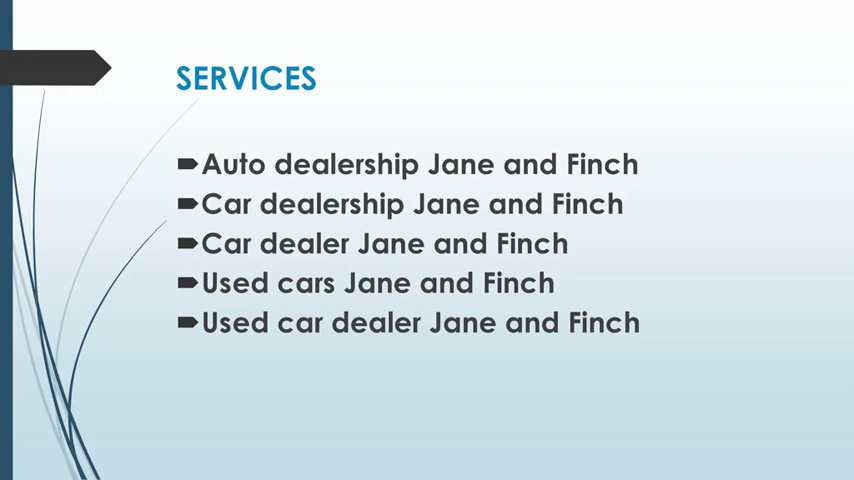 SERVICES
Auto dealership Jane and Finch
Car dealership Jane and Finch
Car dealer Jane and Finch
Used cars Jane and Finch
Used car dealer Jane and Finch